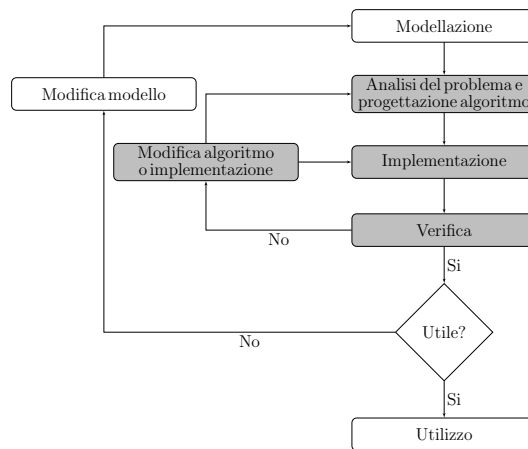 Modellazione
Analisi del problema e
progettazione algoritmo
Modifica modello
Modifica algoritmo
o implementazione
Implementazione
Verifica
No
Si
Utile?
No
Si
Utilizzo